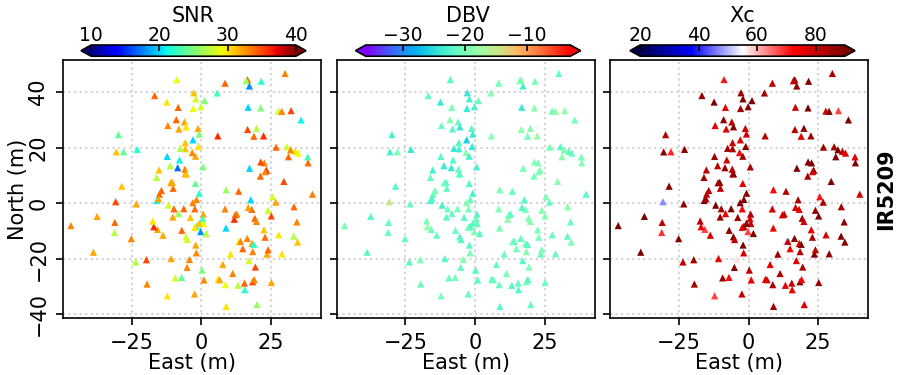 SNR DBV Xc
10 20 30 40 −30 −20 −10 20 40 60 80
40
20
0
−20
−40
North (m)
IR5209
−25 0 25 −25 0 25 −25 0 25
East (m) East (m) East (m)